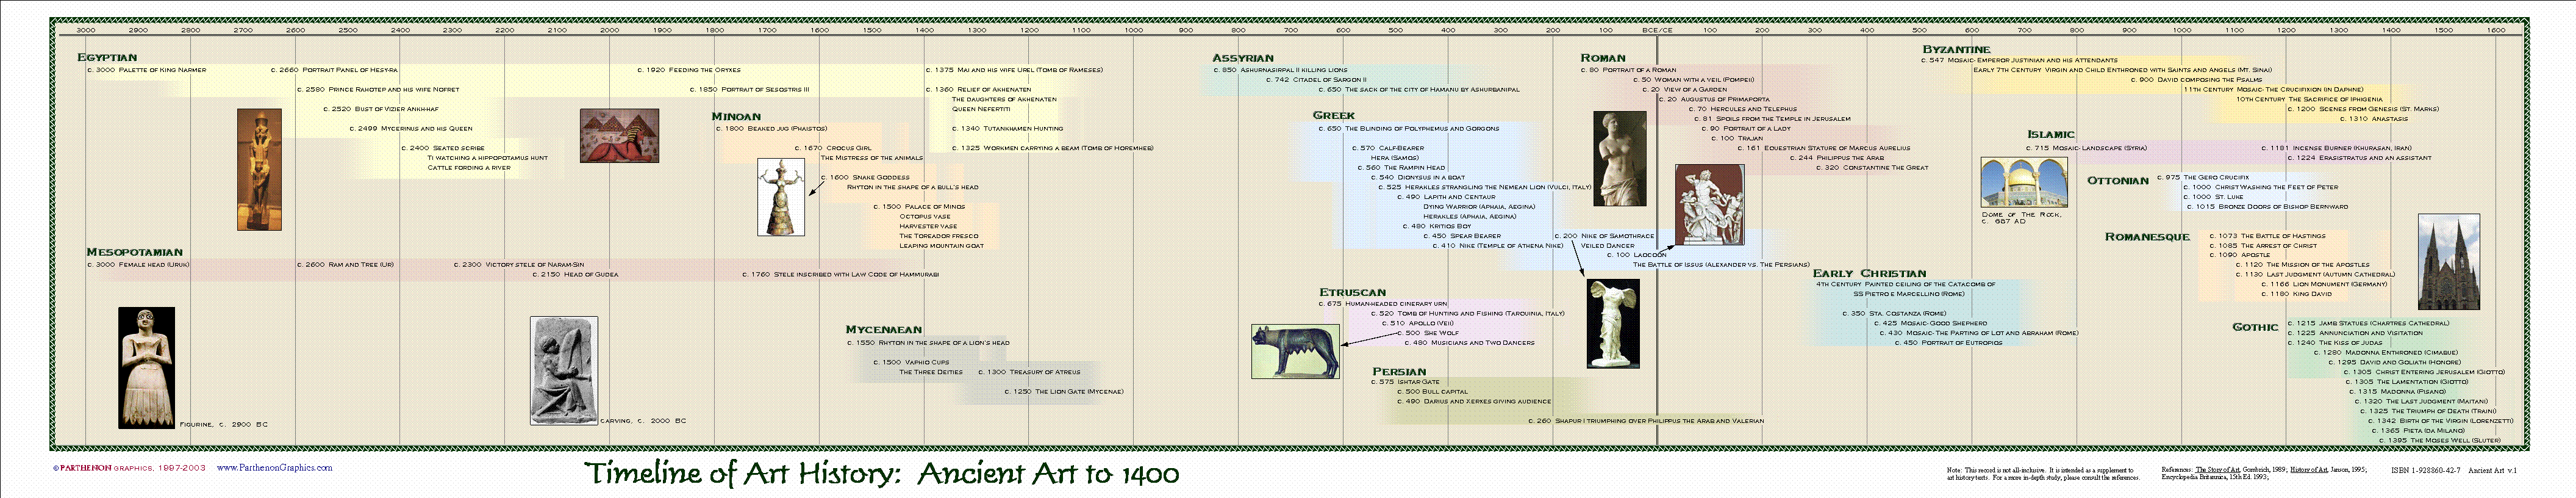 3000 2900 2800 2700 2600 2500 2400 2300 2200 2100 2000 1900 1800 1700 1600 1500 1400 1300 1200 1100 1000 900 800 700 600 500 400 300 200 100 BCE/CE 100 200 300 400 500 600 700 800 900 1000 1100 1200 1300 1400 1500 1600
EGYPTIAN
c. 3000 PALETTE OF KING NARMER
c. 2660 PORTRAIT PANEL OF HESY-RA
c. 1920 FEEDING THE ORYXES
c. 1375 MAI AND HIS WIFE UREL (TOMB OF RAMESES)
c. 2580 PRINCE RAHOTEP AND HIS WIFE NOFRET
c. 1850 PORTRAIT OF SESOSTRIS III
c. 1360 RELIEF OF AKHENATEN
THE DAUGHTERS OF AKHENATEN
QUEEN NEFERTITI
c. 2520 BUST OF VIZIER ANKH-HAF
c. 2499 MYCERINUS AND HIS QUEEN
c. 1340 TUTANKHAMEN HUNTING
c. 2400 SEATED SCRIBE
TI WATCHING A HIPPOPOTAMUS HUNT
CATTLE FORDING A RIVER
c. 1325 WORKMEN CARRYING A BEAM (TOMB OF HOREMHEB)
MINOAN
c. 1800 BEAKED JUG (PHAISTOS)
c. 1670 CROCUS GIRL
THE MISTRESS OF THE ANIMALS
c. 1600 SNAKE GODDESS
RHYTON IN THE SHAPE OF A BULL'S HEAD
c. 1500 PALACE OF MINOS
OCTOPUS VASE
HARVESTER VASE
THE TOREADOR FRESCO
LEAPING MOUNTAIN GOAT
MESOPOTAMIAN
c. 3000 FEMALE HEAD (URUK)
c. 2600 RAM AND TREE (UR)
c. 2300 VICTORY STELE OF NARAM-SIN
c. 2150 HEAD OF GUDEA
c. 1760 STELE INSCRIBED WITH LAW CODE OF HAMMURABI
FIGURINE, C. 2900 BC
CARVING, C. 2000 BC
MYCENAEAN
c. 1550 RHYTON IN THE SHAPE OF A LION'S HEAD
c. 1500 VAPHIO CUPS
THE THREE DEITIES
c. 1300 TREASURY OF ATREUS
c. 1250 THE LION GATE (MYCENAE)
ASSYRIAN
c. 850 ASHURNASIRPAL II KILLING LIONS
c. 742 CITADEL OF SARGON II
c. 650 THE SACK OF THE CITY OF HAMANU BY ASHURBANIPAL
GREEK
c. 650 THE BLINDING OF POLYPHEMUS AND GORGONS
c. 570 CALF-BEARER
HERA (SAMOS)
c. 560 THE RAMPIN HEAD
c. 540 DIONYSUS IN A BOAT
c. 525 HERAKLES STRANGLING THE NEMEAN LION (VULCI, ITALY)
c. 490 LAPITH AND CENTAUR
DYING WARRIOR (APHAIA, AEGINA)
HERAKLES (APHAIA, AEGINA)
c. 480 KRITIOS BOY
c. 450 SPEAR BEARER
c. 410 NIKE (TEMPLE OF ATHENA NIKE)
c. 200 NIKE OF SAMOTHRACE
VEILED DANCER
c. 100 LAOCOÖN
THE BATTLE OF ISSUS (ALEXANDER VS. THE PERSIANS)
ETRUSCAN
c. 675 HUMAN-HEADED CINERARY URN
c. 520 TOMB OF HUNTING AND FISHING (TARQUINIA, ITALY)
c. 510 APOLLO (VEII)
c. 500 SHE WOLF
c. 480 MUSICIANS AND TWO DANCERS
PERSIAN
c. 575 ISHTAR GATE
c. 500 BULL CAPITAL
c. 490 DARIUS AND XERXES GIVING AUDIENCE
c. 260 SHAPUR I TRIUMPHING OVER PHILIPPUS THE ARAB AND VALERIAN
ROMAN
c. 80 PORTRAIT OF A ROMAN
c. 50 WOMAN WITH A VEIL (POMPEII)
c. 20 VIEW OF A GARDEN
c. 20 AUGUSTUS OF PRIMAPORTA
c. 70 HERCULES AND TELEPHUS
c. 81 SPOILS FROM THE TEMPLE IN JERUSALEM
c. 90 PORTRAIT OF A LADY
c. 100 TRAJAN
c. 161 EQUESTRIAN STATUE OF MARCUS AURELIUS
c. 244 PHILIPPUS THE ARAB
c. 320 CONSTANTINE THE GREAT
EARLY CHRISTIAN
4TH CENTURY PAINTED CEILING OF THE CATACOMB OF
SS PIETRO E MARCELLINO (ROME)
c. 350 STA. COSTANZA (ROME)
c. 425 MOSAIC- GOOD SHEPHERD
c. 430 MOSAIC- THE PARTING OF LOT AND ABRAHAM (ROME)
c. 450 PORTRAIT OF EUTROPIOS
BYZANTINE
c. 547 MOSAIC- EMPEROR JUSTINIAN AND HIS ATTENDANTS
EARLY 7TH CENTURY VIRGIN AND CHILD ENTHRONED WITH SAINTS AND ANGELS (MT. SINAI)
c. 900 DAVID COMPOSING THE PSALMS
11TH CENTURY MOSAIC- THE CRUCIFIXION (IN DAPHNE)
10TH CENTURY THE SACRIFICE OF IPHIGENIA
c. 1200 SCENES FROM GENESIS (ST. MARKS)
c. 1310 ANASTASIS
ISLAMIC
c. 715 MOSAIC- LANDSCAPE (SYRIA)
c. 1181 INCENSE BURNER (KHURASAN, IRAN)
c. 1224 ERASISTRATUS AND AN ASSISTANT
DOME OF THE ROCK,
C. 687 AD
OTTONIAN
c. 975 THE GERO CRUCIFIX
c. 1000 CHRIST WASHING THE FEET OF PETER
c. 1000 ST. LUKE
c. 1015 BRONZE DOORS OF BISHOP BERNWARD
ROMANESQUE
c. 1073 THE BATTLE OF HASTINGS
c. 1085 THE ARREST OF CHRIST
c. 1090 APOSTLE
c. 1120 THE MISSION OF THE APOSTLES
c. 1130 LAST JUDGMENT (AUTUN CATHEDRAL)
c. 1166 LION MONUMENT (GERMANY)
c. 1180 KING DAVID
GOTHIC
c. 1215 JAMB STATUES (CHARTRES CATHEDRAL)
c. 1225 ANNUNCIATION AND VISITATION
c. 1240 THE KISS OF JUDAS
c. 1280 MADONNA ENTHRONED (CIMABUE)
c. 1295 DAVID AND GOLIATH (HONORE)
c. 1305 CHRIST ENTERING JERUSALEM (GIOTTO)
c. 1305 THE LAMENTATION (GIOTTO)
c. 1315 MADONNA (PISANO)
c. 1320 THE LAST JUDGMENT (MAITANI)
c. 1325 THE TRIUMPH OF DEATH (TRAINI)
c. 1342 BIRTH OF THE VIRGIN (LORENZETTI)
c. 1365 PIETA (DA MILANO)
c. 1395 THE MOSES WELL (SLUTER)
© PARTHENON GRAPHICS, 1997-2003 www.ParthenonGraphics.com
Timeline of Art History: Ancient Art to 1400
Note: This record is not all-inclusive. It is intended as a supplement to
art history texts. For a more in-depth study, please consult the references.
References: The Story of Art, Gombrich, 1989; History of Art, Janson, 1995;
Encyclopedia Britannica, 15th Ed. 1993;
ISBN 1-928860-42-7 Ancient Art v.1